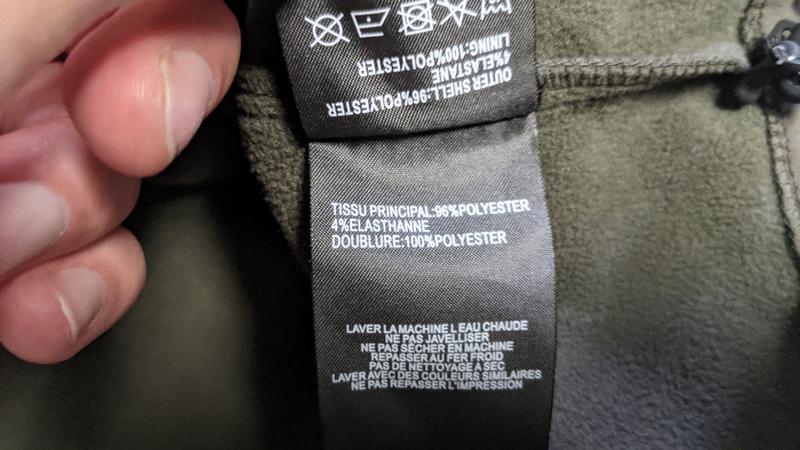 OUTER SHELL:96%POLYESTER
4%ELASTANE
LINING:100%POLYESTER
TISSU PRINCIPAL:96%POLYESTER
4%ELASTHANNE
DOUBLURE:100%POLYESTER
LAVER LA MACHINE L EAU CHAUDE
NE PAS JAVELLISER
NE PAS SÉCHER EN MACHINE
REPASSER AU FER FROID
PAS DE NETTOYAGE A SEC
LAVER AVEC DES COULEURS SIMILAIRES
NE PAS REPASSER L'IMPRESSION